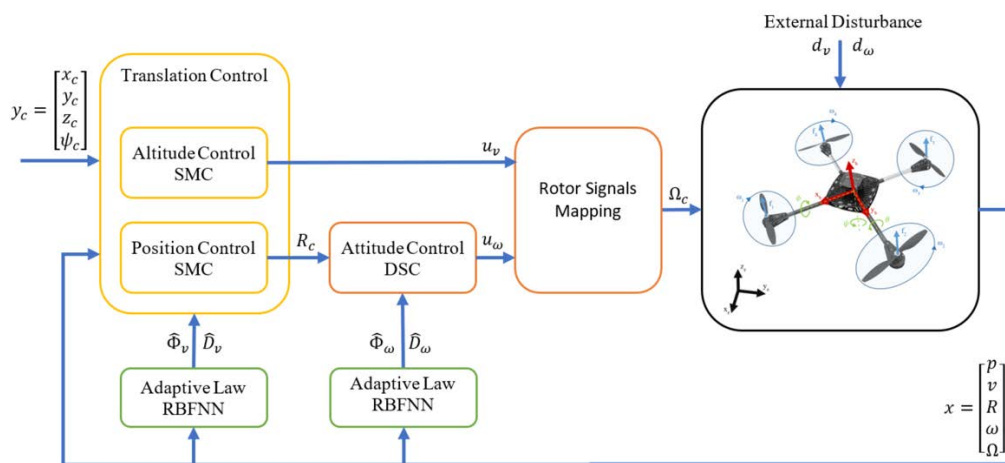 External Disturbance
d_v d_ω
y_c = [x_c
y_c
z_c
ψ_c]
Translation Control
Altitude Control
SMC
u_v
Position Control
SMC
R_c
Attitude Control
DSC
u_ω
Rotor Signals
Mapping
Ω_c
Φ̂_v D̂_v
Φ̂_ω D̂_ω
Adaptive Law
RBFNN
Adaptive Law
RBFNN
x = [p
v
R
ω
Ω]